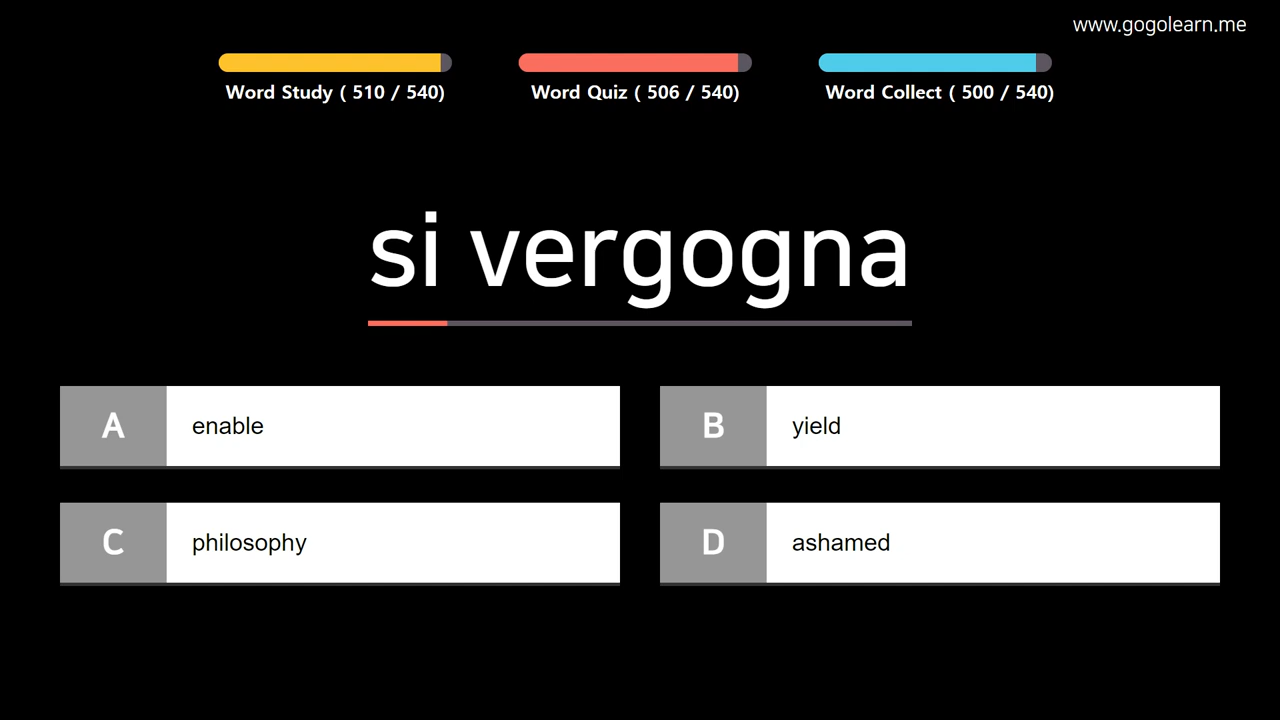 www.gogolearn.me
Word Study ( 510 / 540)
Word Quiz ( 506 / 540)
Word Collect ( 500 / 540)
si vergogna
A
enable
B
yield
C
philosophy
D
ashamed